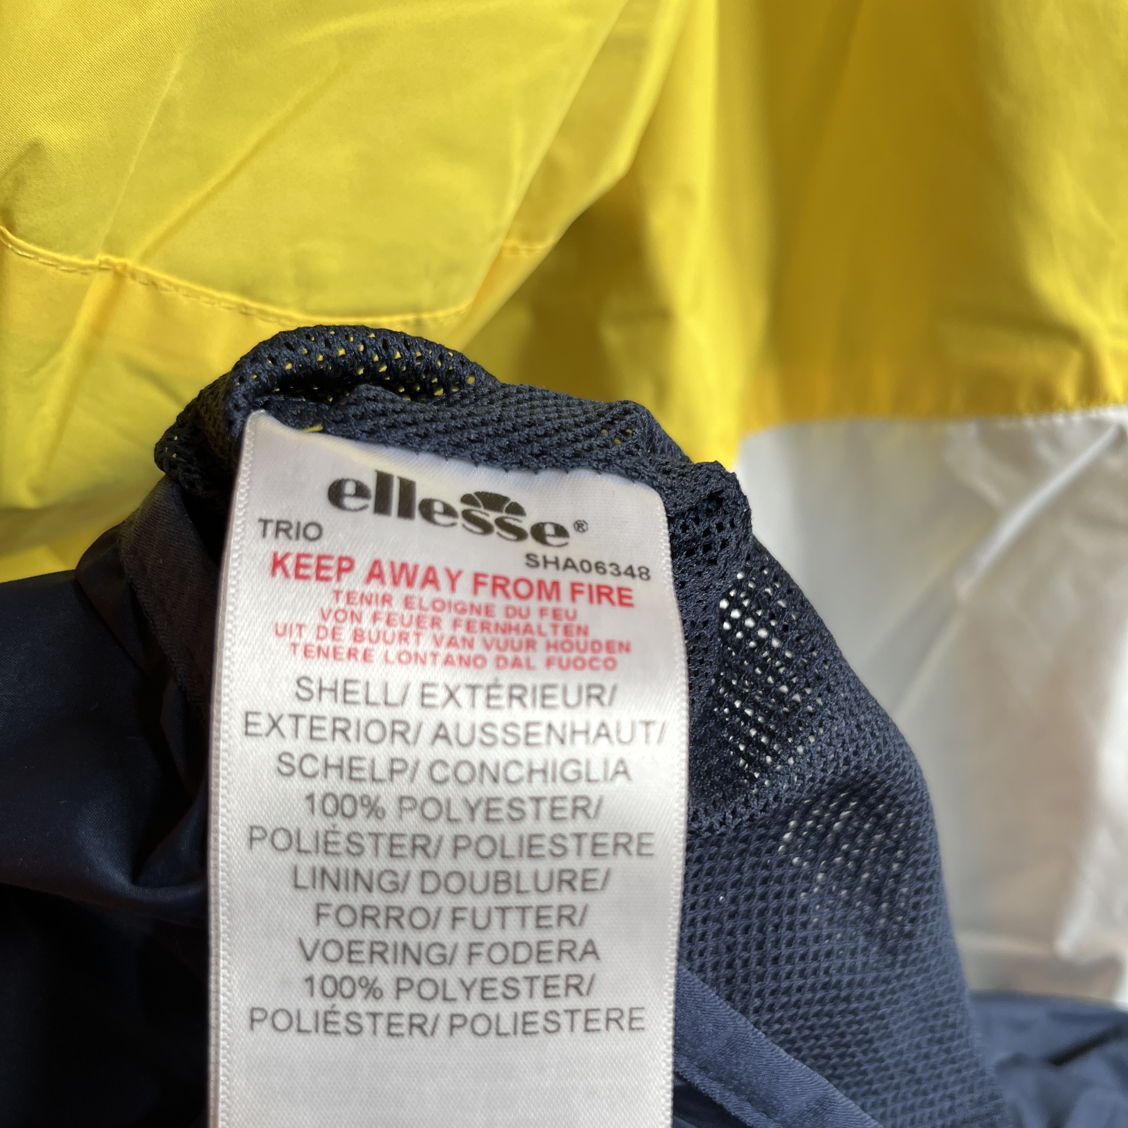 ellesse®
TRIO
SHA06348
KEEP AWAY FROM FIRE
TENIR ELOIGNE DU FEU
VON FEUER FERNHALTEN
UIT DE BUURT VAN VUUR HOUDEN
TENERE LONTANO DAL FUOCO
SHELL/ EXTÉRIEUR/
EXTERIOR/ AUSSENHAUT/
SCHELP/ CONCHIGLIA
100% POLYESTER/
POLIÉSTER/ POLIESTERE
LINING/ DOUBLURE/
FORRO/ FUTTER/
VOERING/ FODERA
100% POLYESTER/
POLIÉSTER/ POLIESTERE